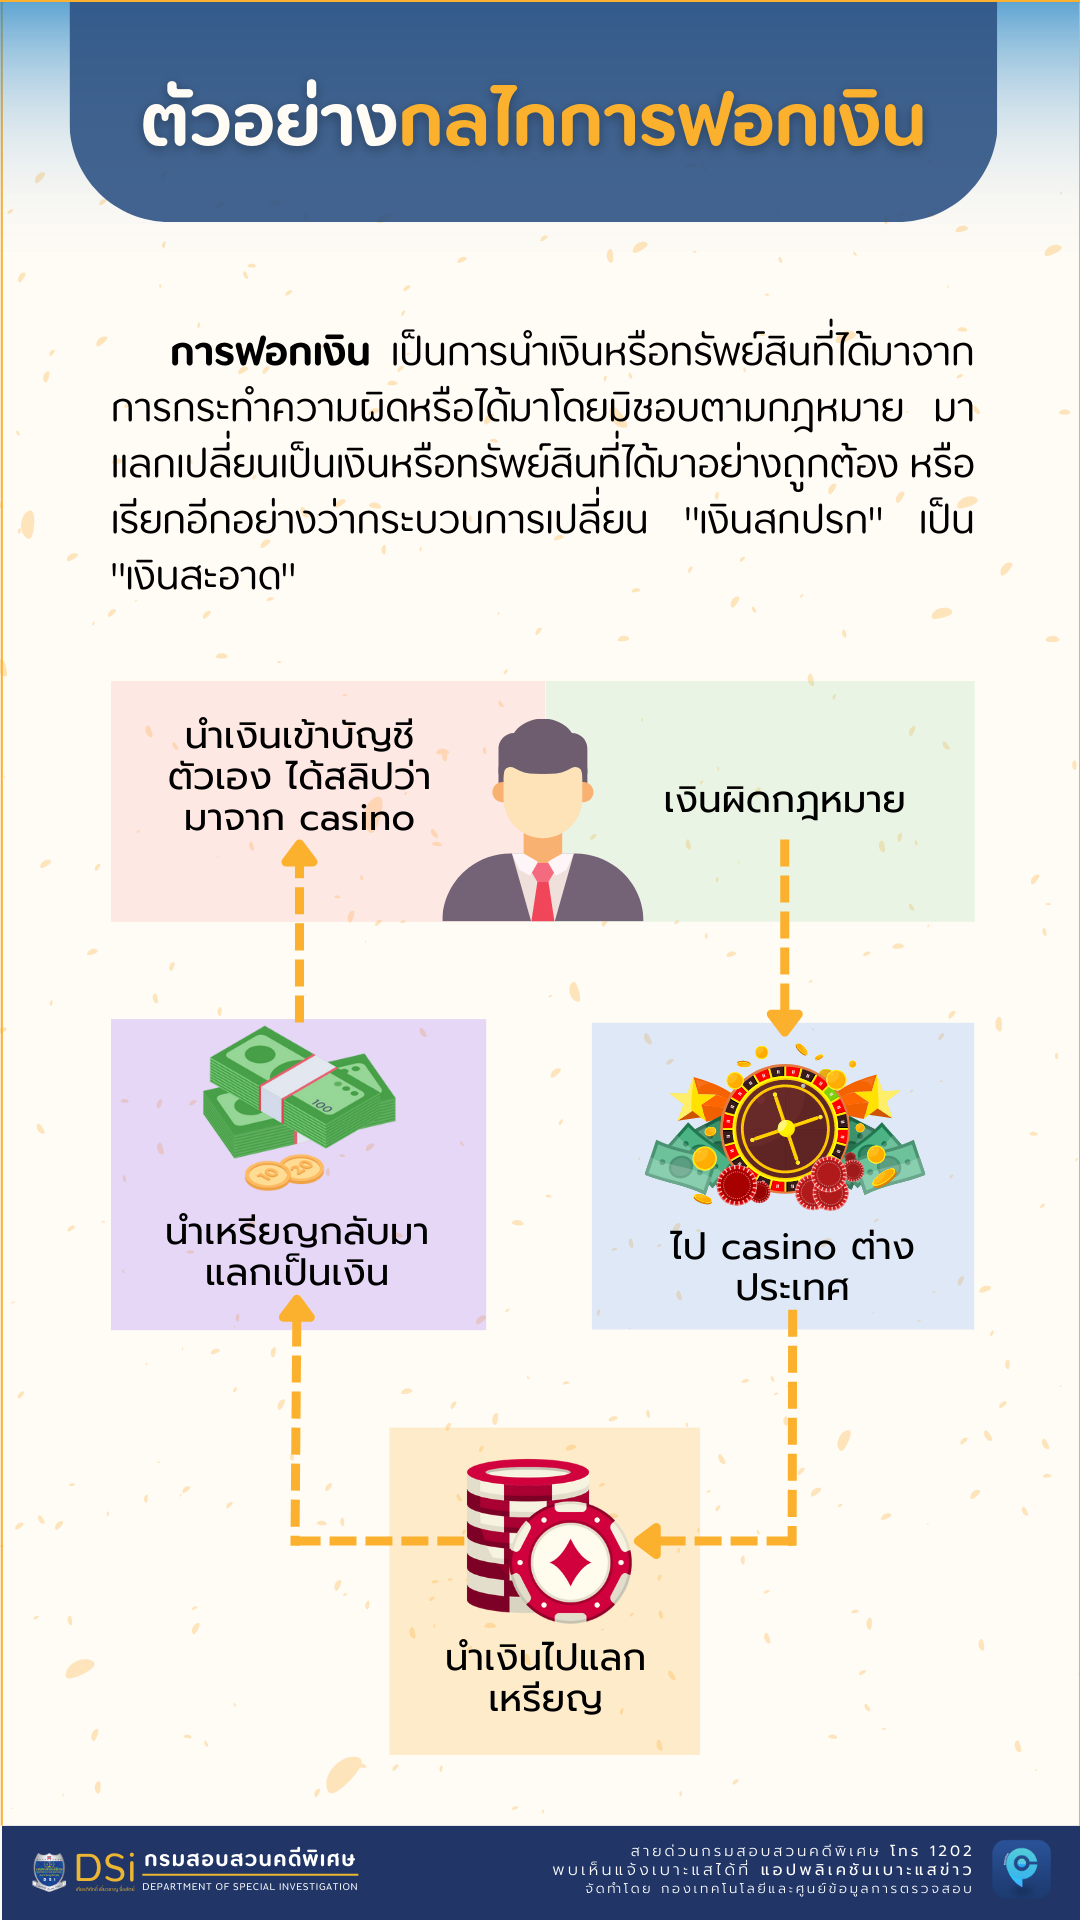 ตัวอย่างกลไกการฟอกเงิน
การฟอกเงิน เป็นการนำเงินหรือทรัพย์สินที่ได้มาจาก
การกระทำความผิดหรือได้มาโดยมิชอบตามกฎหมาย มา
แลกเปลี่ยนเป็นเงินหรือทรัพย์สินที่ได้มาอย่างถูกต้อง หรือ
เรียกอีกอย่างว่ากระบวนการเปลี่ยน "เงินสกปรก" เป็น
"เงินสะอาด"
นำเงินเข้าบัญชี
ตัวเอง ได้สลิปว่า
มาจาก casino
เงินผิดกฎหมาย
100
10
20
นำเหรียญกลับมา
แลกเป็นเงิน
ไป casino ต่าง
ประเทศ
นำเงินไปแลก
เหรียญ
DSi
กรมสอบสวนคดีพิเศษ
DEPARTMENT OF SPECIAL INVESTIGATION
สายด่วนกรมสอบสวนคดีพิเศษ โทร 1202
พบเห็นแจ้งเบาะแสได้ที่ แอปพลิเคชันเบาะแสข่าว
จัดทำโดย กองเทคโนโลยีและศูนย์ข้อมูลการตรวจสอบ